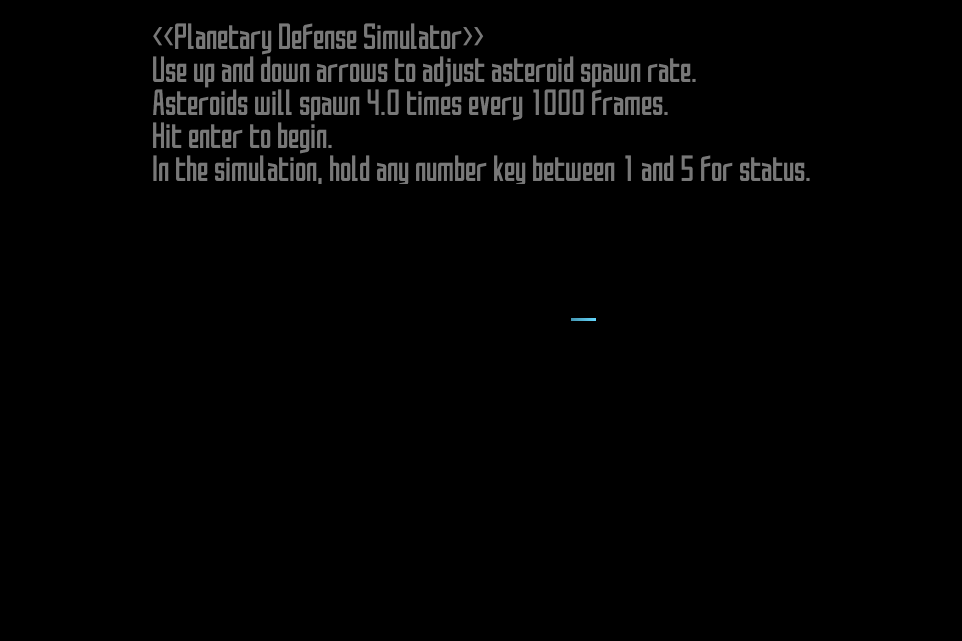 <<Planetary Defense Simulator>>
Use up and down arrows to adjust asteroid spawn rate.
Asteroids will spawn 4.0 times every 1000 frames.
Hit enter to begin.
In the simulation, hold any number key between 1 and 5 for status.